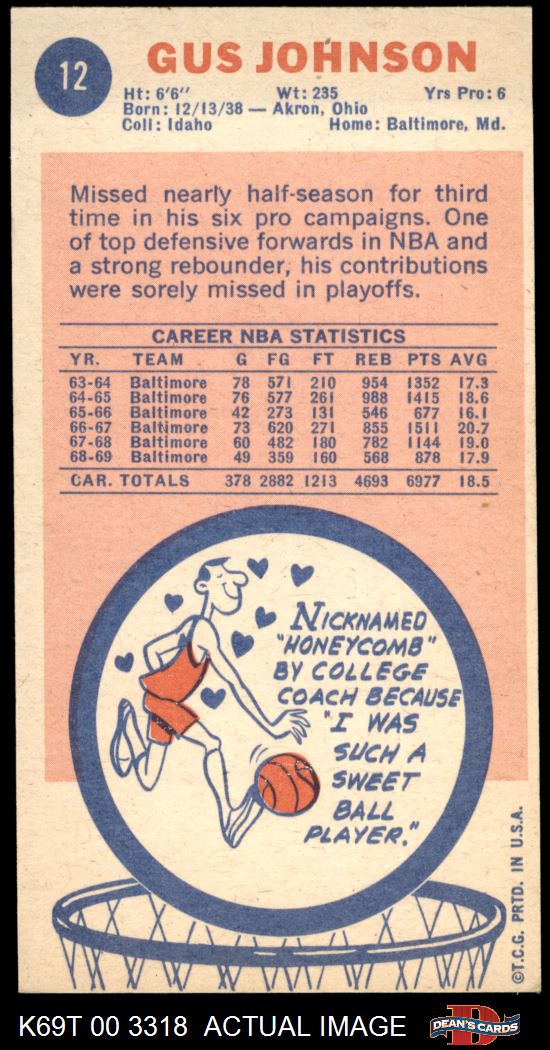 12
GUS JOHNSON
Ht: 6'6" Wt: 235 Yrs Pro: 6
Born: 12/13/38 — Akron, Ohio
Coll: Idaho Home: Baltimore, Md.
Missed nearly half-season for third
time in his six pro campaigns. One
of top defensive forwards in NBA and
a strong rebounder, his contributions
were sorely missed in playoffs.
CAREER NBA STATISTICS
YR. TEAM G FG FT REB PTS AVG
63-64 Baltimore 78 571 210 954 1352 17.3
64-65 Baltimore 76 577 261 988 1415 18.6
65-66 Baltimore 42 273 131 546 677 16.1
66-67 Baltimore 73 620 271 855 1511 20.7
67-68 Baltimore 60 482 180 782 1144 19.0
68-69 Baltimore 49 359 160 568 878 17.9
CAR. TOTALS 378 2882 1213 4693 6977 18.5
NICKNAMED
"HONEYCOMB"
BY COLLEGE
COACH BECAUSE
"I WAS
SUCH A
SWEET
BALL
PLAYER."
©T.C.G. PRTD. IN U.S.A.
K69T 00 3318 ACTUAL IMAGE
D
DEAN'S CARDS